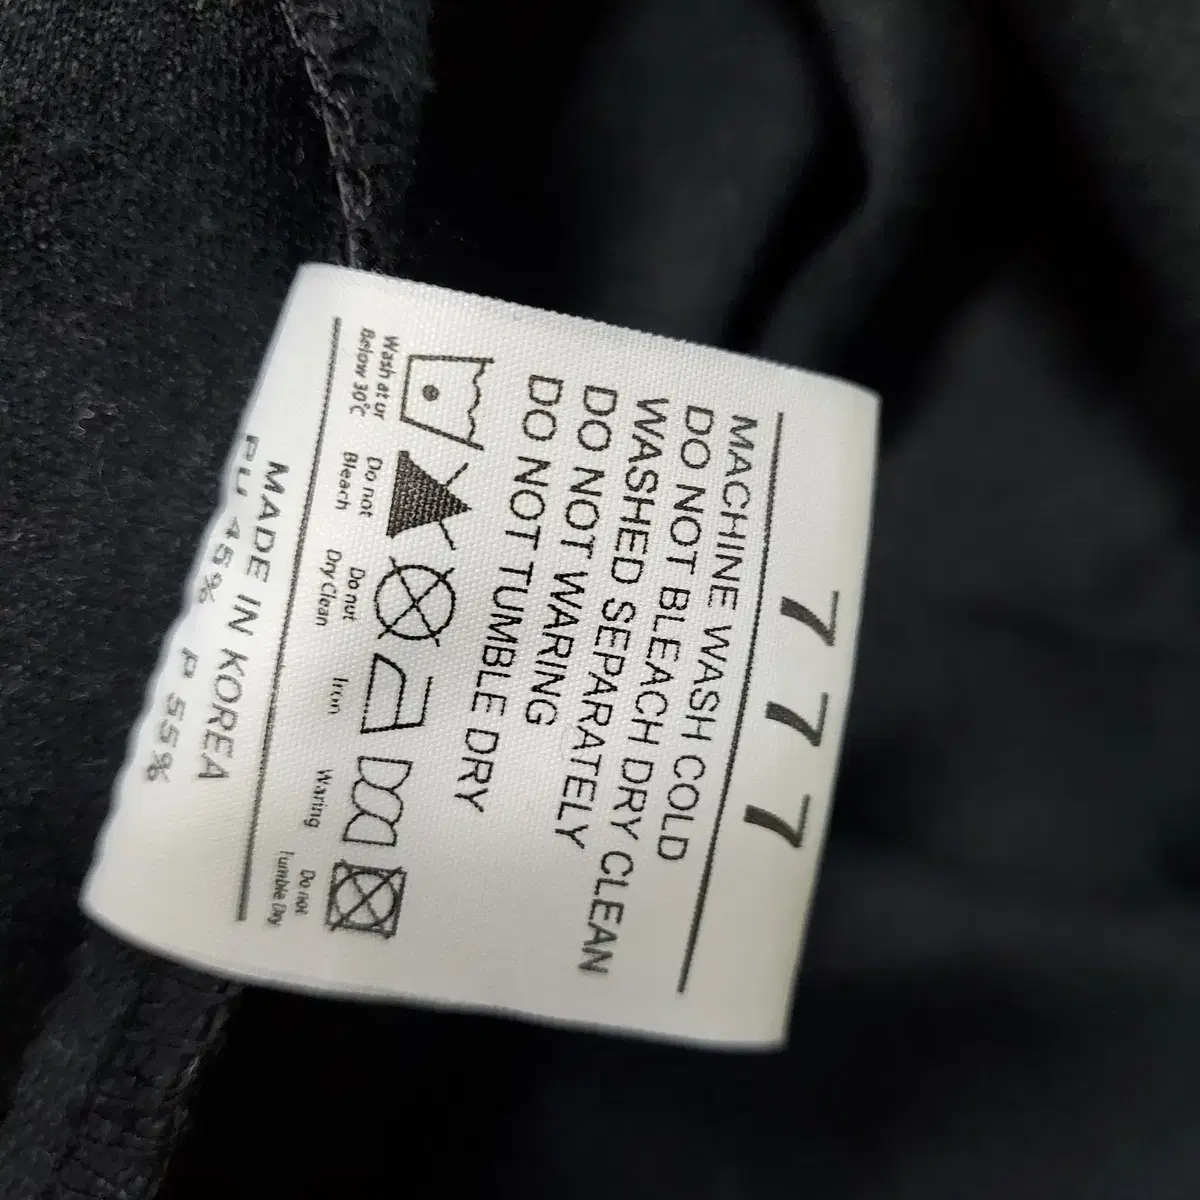 777
MACHINE WASH COLD
DO NOT BLEACH DRY CLEAN
WASHED SEPARATELY
DO NOT WARING
DO NOT TUMBLE DRY
Wash at or Below 30°C
Do not Bleach
Do not Dry Clean
Iron
Waring
Do not Tumble Dry
MADE IN KOREA
PU 45% P 55%